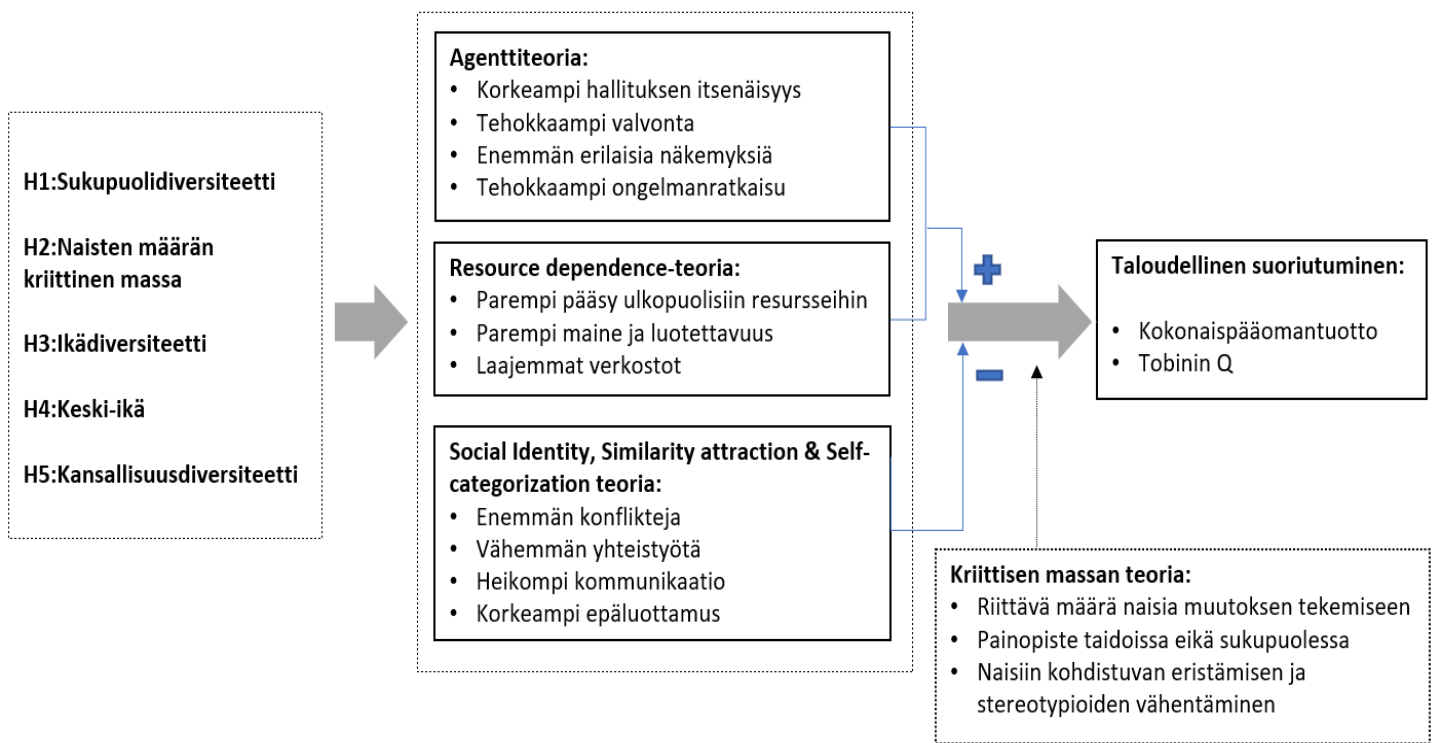 H1:Sukupuolidiversiteetti
H2:Naisten määrän
kriittinen massa
H3:Ikädiversiteetti
H4:Keski-ikä
H5:Kansallisuusdiversiteetti
Agenttiteoria:
• Korkeampi hallituksen itsenäisyys
• Tehokkaampi valvonta
• Enemmän erilaisia näkemyksiä
• Tehokkaampi ongelmanratkaisu
Resource dependence-teoria:
• Parempi pääsy ulkopuolisiin resursseihin
• Parempi maine ja luotettavuus
• Laajemmat verkostot
Social Identity, Similarity attraction & Self-
categorization teoria:
• Enemmän konflikteja
• Vähemmän yhteistyötä
• Heikompi kommunikaatio
• Korkeampi epäluottamus
Taloudellinen suoriutuminen:
• Kokonaispääomantuotto
• Tobinin Q
Kriittisen massan teoria:
• Riittävä määrä naisia muutoksen tekemiseen
• Painopiste taidoissa eikä sukupuolessa
• Naisiin kohdistuvan eristämisen ja
stereotypioiden vähentäminen